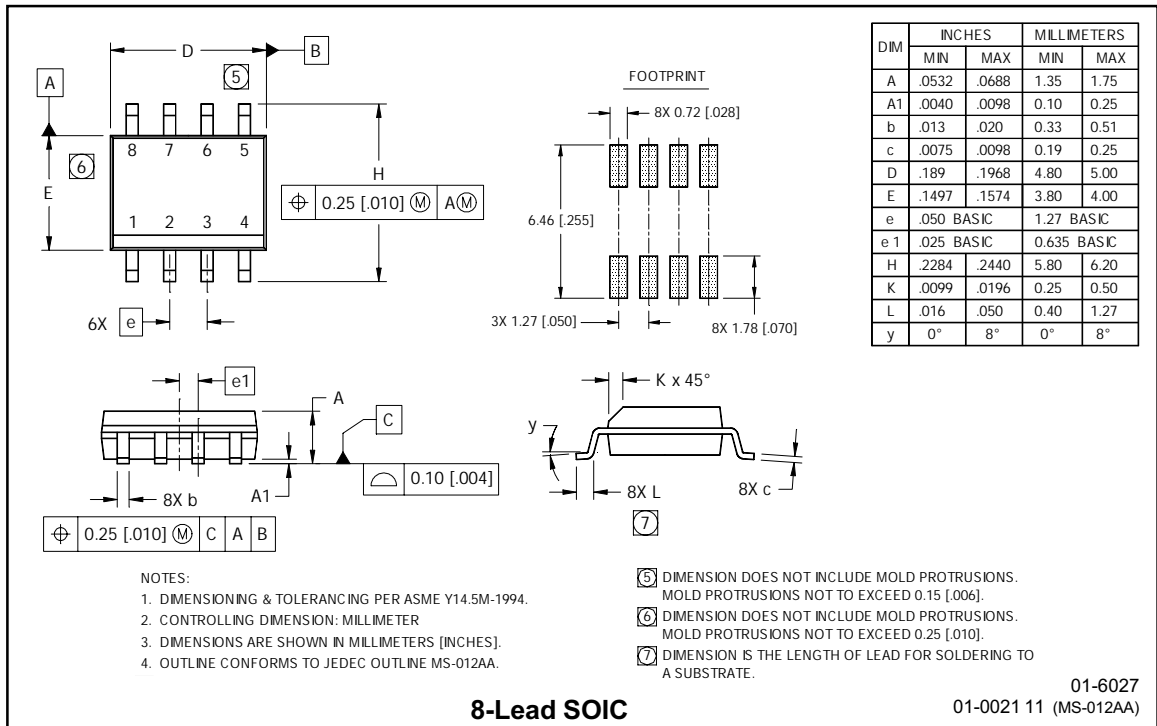 D
B
5
A
8 7 6 5
6
E
H
⌖ 0.25 [.010] Ⓜ A Ⓜ
1 2 3 4
6X e
FOOTPRINT
8X 0.72 [.028]
6.46 [.255]
3X 1.27 [.050]
8X 1.78 [.070]
DIM INCHES MILLIMETERS
MIN MAX MIN MAX
A .0532 .0688 1.35 1.75
A1 .0040 .0098 0.10 0.25
b .013 .020 0.33 0.51
c .0075 .0098 0.19 0.25
D .189 .1968 4.80 5.00
E .1497 .1574 3.80 4.00
e .050 BASIC 1.27 BASIC
e 1 .025 BASIC 0.635 BASIC
H .2284 .2440 5.80 6.20
K .0099 .0196 0.25 0.50
L .016 .050 0.40 1.27
y 0° 8° 0° 8°
e1
A
C
⌓ 0.10 [.004]
A1
8X b
⌖ 0.25 [.010] Ⓜ C A B
K x 45°
y
8X L
7
8X c
NOTES:
1. DIMENSIONING & TOLERANCING PER ASME Y14.5M-1994.
2. CONTROLLING DIMENSION: MILLIMETER
3. DIMENSIONS ARE SHOWN IN MILLIMETERS [INCHES].
4. OUTLINE CONFORMS TO JEDEC OUTLINE MS-012AA.
5 DIMENSION DOES NOT INCLUDE MOLD PROTRUSIONS.
MOLD PROTRUSIONS NOT TO EXCEED 0.15 [.006].
6 DIMENSION DOES NOT INCLUDE MOLD PROTRUSIONS.
MOLD PROTRUSIONS NOT TO EXCEED 0.25 [.010].
7 DIMENSION IS THE LENGTH OF LEAD FOR SOLDERING TO
A SUBSTRATE.
8-Lead SOIC
01-6027
01-0021 11 (MS-012AA)